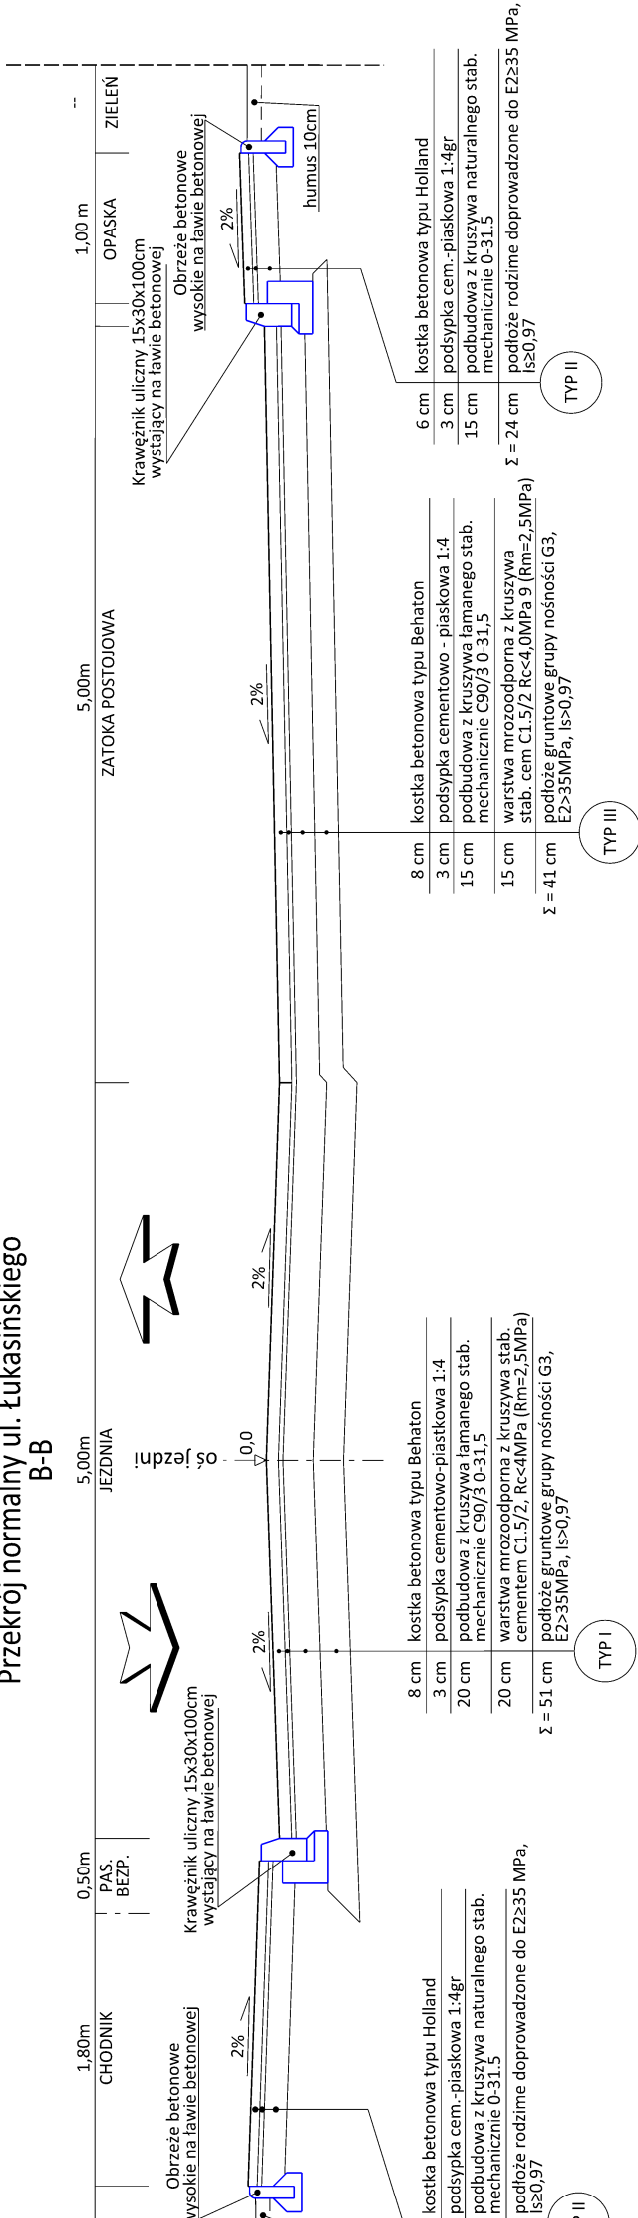 Przekrój normalny ul. Łukasińskiego
B-B
1,80m
CHODNIK
0,50m
PAS.
BEZP.
5,00m
JEZDNIA
5,00m
ZATOKA POSTOJOWA
1,00 m
OPASKA
--
ZIELEŃ
Obrzeże betonowe
wysokie na ławie betonowej
Krawężnik uliczny 15x30x100cm
wystający na ławie betonowej
oś jezdni
0,0
Krawężnik uliczny 15x30x100cm
wystający na ławie betonowej
Obrzeże betonowe
wysokie na ławie betonowej
humus 10cm
2%
2%
2%
2%
2%
kostka betonowa typu Holland
podsypka cem.-piaskowa 1:4gr
podbudowa z kruszywa naturalnego stab.
mechanicznie 0-31.5
podłoże rodzime doprowadzone do E2≥35 MPa,
Is≥0,97
P II
8 cm kostka betonowa typu Behaton
3 cm podsypka cementowo-piastkowa 1:4
20 cm podbudowa z kruszywa łamanego stab.
mechanicznie C90/3 0-31,5
20 cm warstwa mrozoodporna z kruszywa stab.
cementem C1.5/2, Rc<4MPa (Rm=2,5MPa)
Σ = 51 cm podłoże gruntowe grupy nośności G3,
E2>35MPa, Is>0,97
TYP I
8 cm kostka betonowa typu Behaton
3 cm podsypka cementowo - piaskowa 1:4
15 cm podbudowa z kruszywa łamanego stab.
mechanicznie C90/3 0-31,5
15 cm warstwa mrozoodporna z kruszywa
stab. cem C1.5/2 Rc<4,0MPa 9 (Rm=2,5MPa)
Σ = 41 cm podłoże gruntowe grupy nośności G3,
E2>35MPa, Is>0,97
TYP III
6 cm kostka betonowa typu Holland
3 cm podsypka cem.-piaskowa 1:4gr
15 cm podbudowa z kruszywa naturalnego stab.
mechanicznie 0-31.5
Σ = 24 cm podłoże rodzime doprowadzone do E2≥35 MPa,
Is≥0,97
TYP II